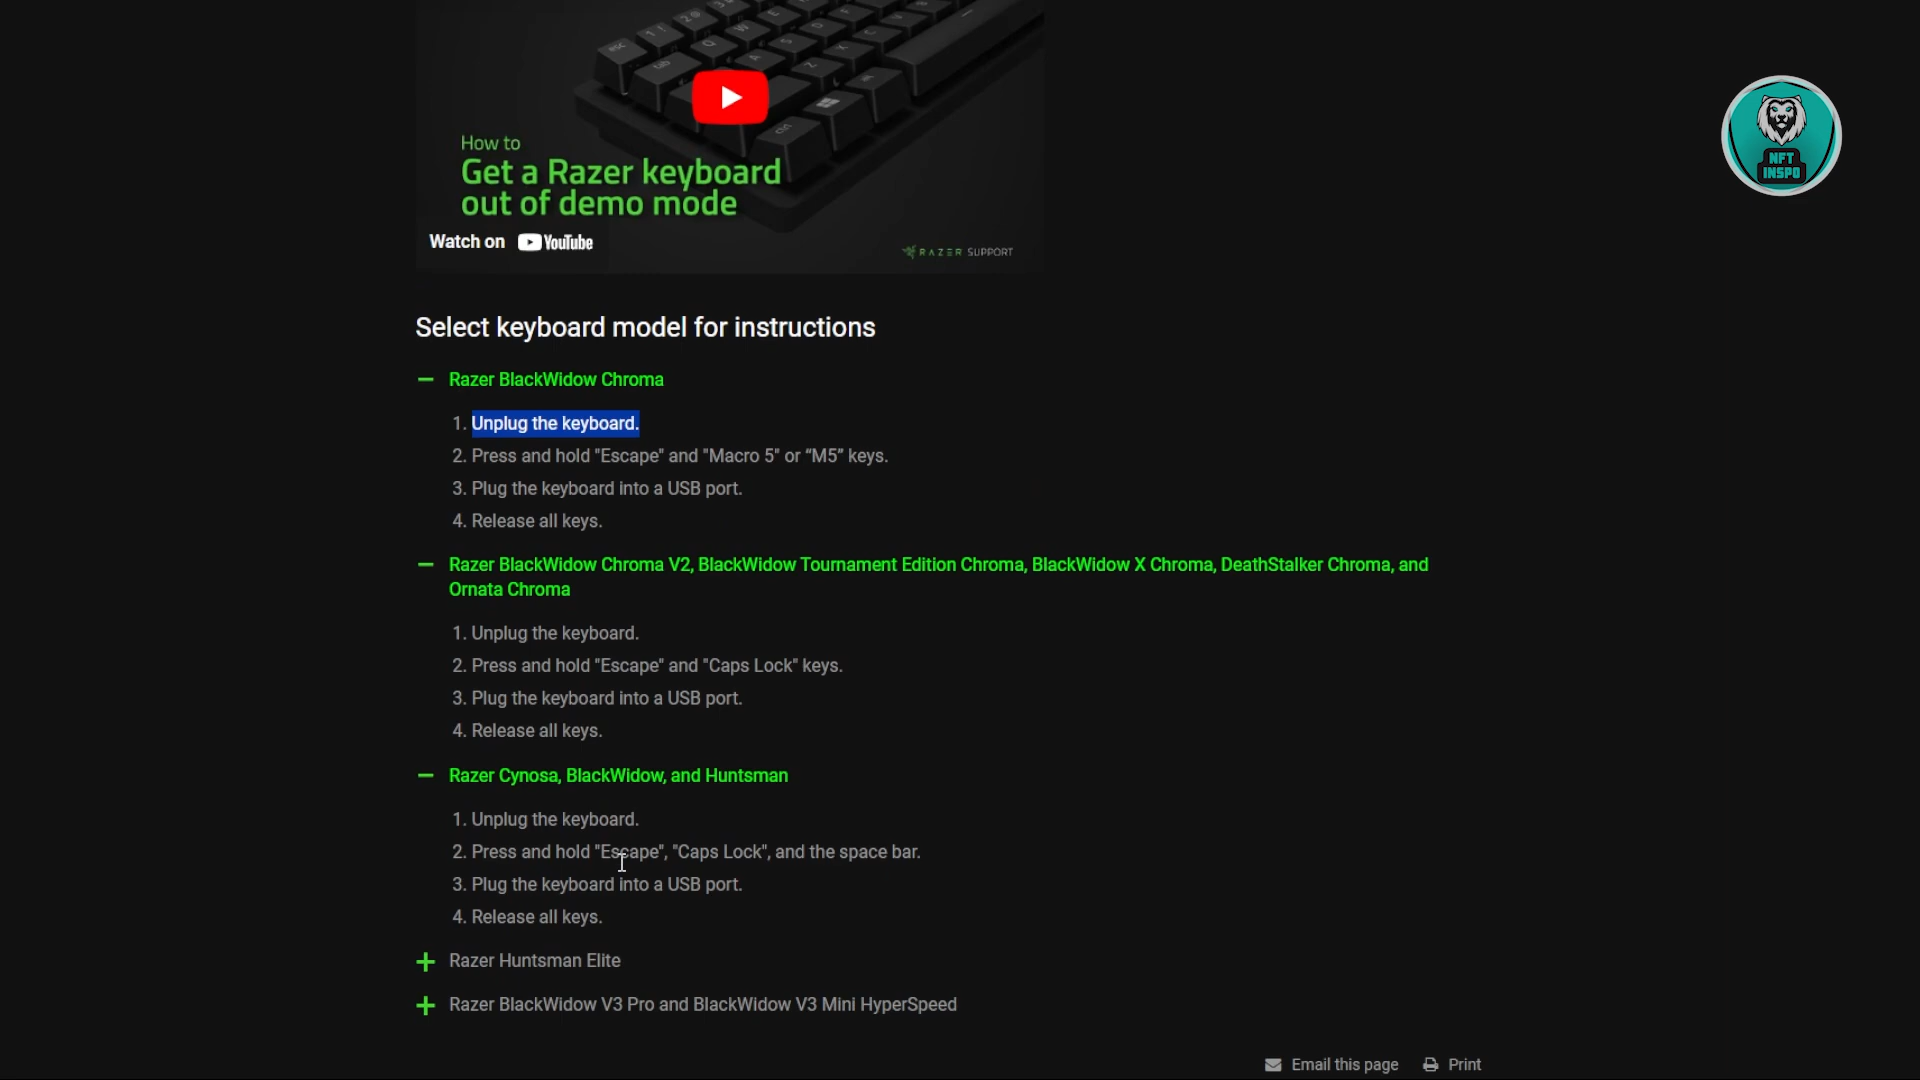 How to
Get a Razer keyboard
out of demo mode
Watch on YouTube
RAZER SUPPORT
NFT
INSPO
Select keyboard model for instructions
Razer BlackWidow Chroma
1. Unplug the keyboard.
2. Press and hold "Escape" and "Macro 5" or “M5” keys.
3. Plug the keyboard into a USB port.
4. Release all keys.
Razer BlackWidow Chroma V2, BlackWidow Tournament Edition Chroma, BlackWidow X Chroma, DeathStalker Chroma, and
Ornata Chroma
1. Unplug the keyboard.
2. Press and hold "Escape" and "Caps Lock" keys.
3. Plug the keyboard into a USB port.
4. Release all keys.
Razer Cynosa, BlackWidow, and Huntsman
1. Unplug the keyboard.
2. Press and hold "Escape", "Caps Lock", and the space bar.
3. Plug the keyboard into a USB port.
4. Release all keys.
Razer Huntsman Elite
Razer BlackWidow V3 Pro and BlackWidow V3 Mini HyperSpeed
Email this page Print